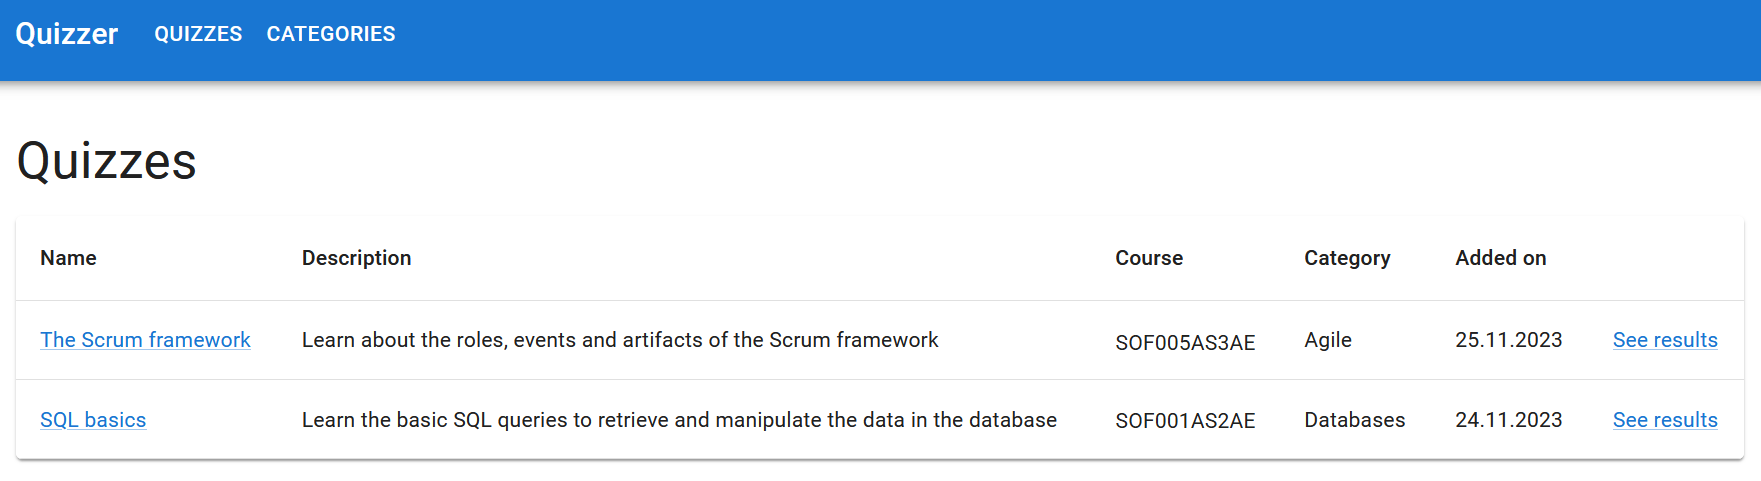 Quizzer QUIZZES CATEGORIES
Quizzes
Name Description Course Category Added on
The Scrum framework Learn about the roles, events and artifacts of the Scrum framework SOF005AS3AE Agile 25.11.2023 See results
SQL basics Learn the basic SQL queries to retrieve and manipulate the data in the database SOF001AS2AE Databases 24.11.2023 See results